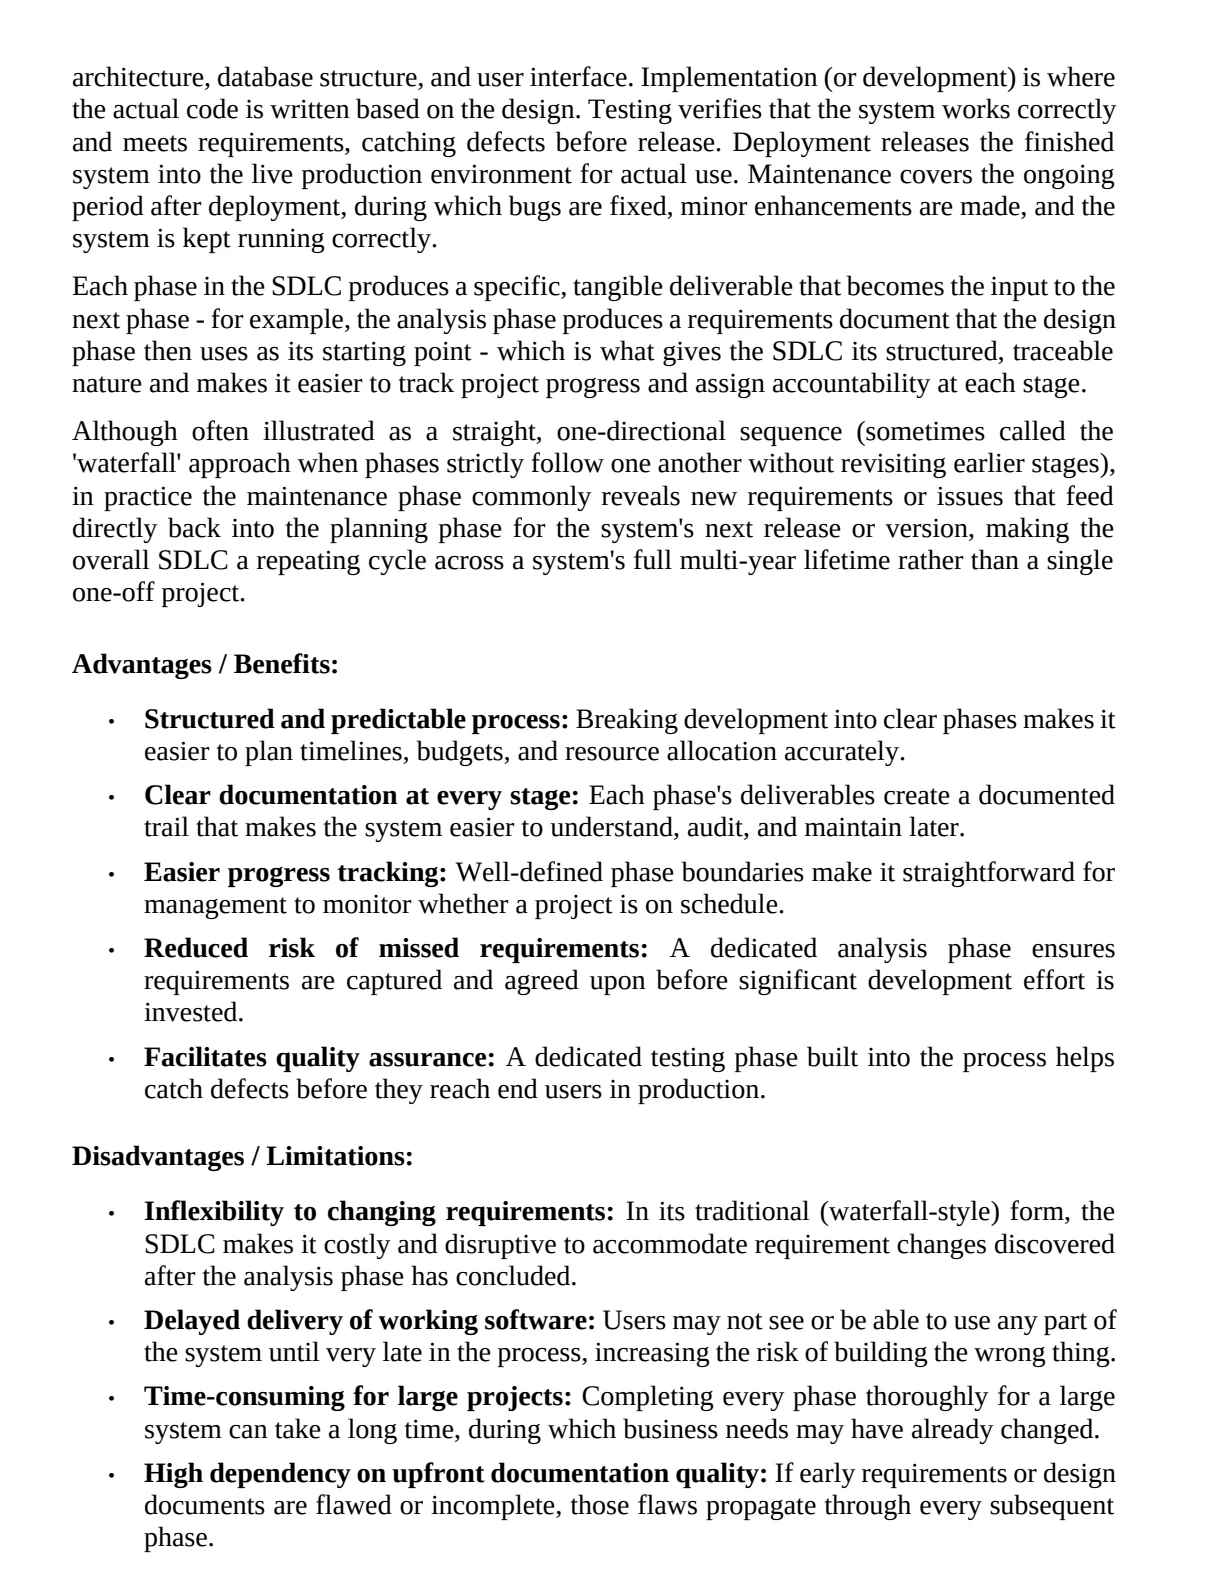 architecture, database structure, and user interface. Implementation (or development) is where
the actual code is written based on the design. Testing verifies that the system works correctly
and meets requirements, catching defects before release. Deployment releases the finished
system into the live production environment for actual use. Maintenance covers the ongoing
period after deployment, during which bugs are fixed, minor enhancements are made, and the
system is kept running correctly.
Each phase in the SDLC produces a specific, tangible deliverable that becomes the input to the
next phase - for example, the analysis phase produces a requirements document that the design
phase then uses as its starting point - which is what gives the SDLC its structured, traceable
nature and makes it easier to track project progress and assign accountability at each stage.
Although often illustrated as a straight, one-directional sequence (sometimes called the
'waterfall' approach when phases strictly follow one another without revisiting earlier stages),
in practice the maintenance phase commonly reveals new requirements or issues that feed
directly back into the planning phase for the system's next release or version, making the
overall SDLC a repeating cycle across a system's full multi-year lifetime rather than a single
one-off project.
Advantages / Benefits:
• Structured and predictable process: Breaking development into clear phases makes it
easier to plan timelines, budgets, and resource allocation accurately.
• Clear documentation at every stage: Each phase's deliverables create a documented
trail that makes the system easier to understand, audit, and maintain later.
• Easier progress tracking: Well-defined phase boundaries make it straightforward for
management to monitor whether a project is on schedule.
• Reduced risk of missed requirements: A dedicated analysis phase ensures
requirements are captured and agreed upon before significant development effort is
invested.
• Facilitates quality assurance: A dedicated testing phase built into the process helps
catch defects before they reach end users in production.
Disadvantages / Limitations:
• Inflexibility to changing requirements: In its traditional (waterfall-style) form, the
SDLC makes it costly and disruptive to accommodate requirement changes discovered
after the analysis phase has concluded.
• Delayed delivery of working software: Users may not see or be able to use any part of
the system until very late in the process, increasing the risk of building the wrong thing.
• Time-consuming for large projects: Completing every phase thoroughly for a large
system can take a long time, during which business needs may have already changed.
• High dependency on upfront documentation quality: If early requirements or design
documents are flawed or incomplete, those flaws propagate through every subsequent
phase.